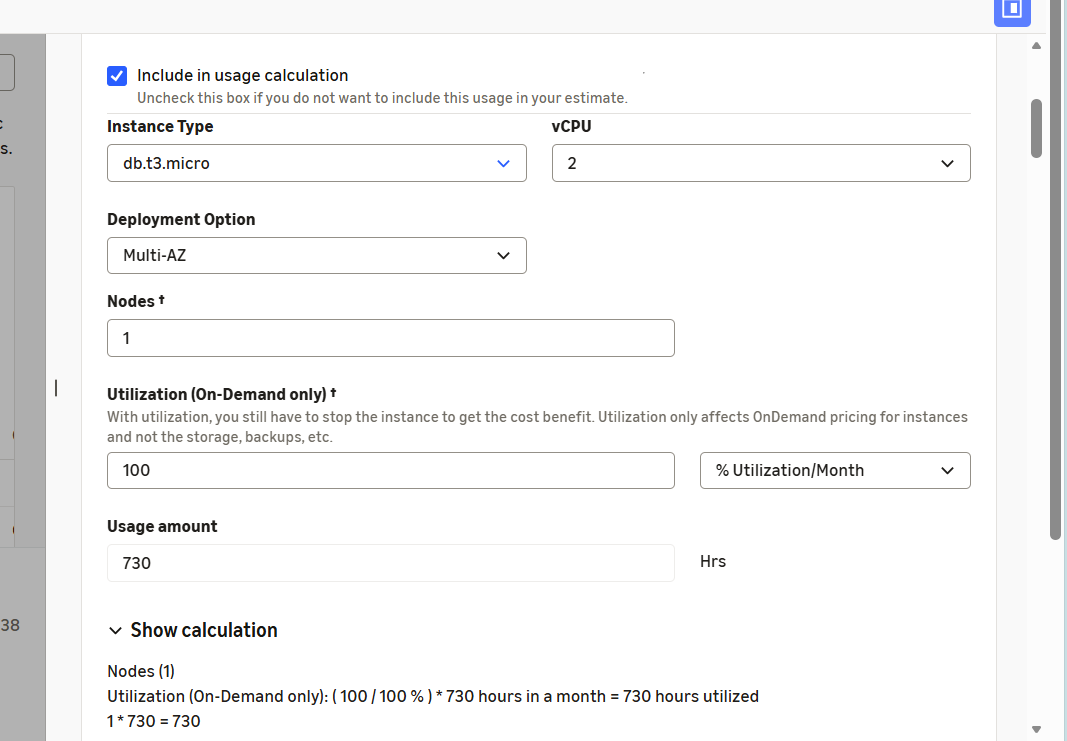 Include in usage calculation
Uncheck this box if you do not want to include this usage in your estimate.
Instance Type
vCPU
db.t3.micro
2
Deployment Option
Multi-AZ
Nodes †
1
Utilization (On-Demand only) †
With utilization, you still have to stop the instance to get the cost benefit. Utilization only affects OnDemand pricing for instances
and not the storage, backups, etc.
100
% Utilization/Month
Usage amount
730
Hrs
Show calculation
Nodes (1)
Utilization (On-Demand only): ( 100 / 100 % ) * 730 hours in a month = 730 hours utilized
1 * 730 = 730
s.
38